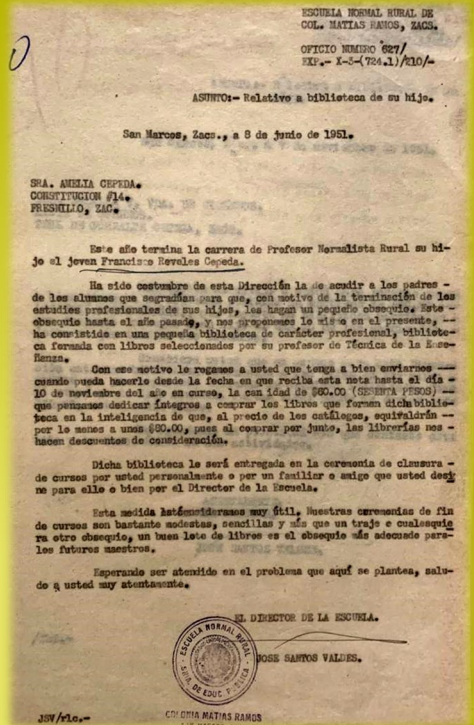 ESCUELA NORMAL RURAL DE
COL. MATIAS RAMOS, ZACS.
OFICIO NUMERO 627/
EXP.- X-5-(724.1)/210/-
ASUNTO:- Relativo a biblioteca de su hijo.
San Marcos, Zacs., a 8 de junio de 1951.
SRA. AMELIA CEPEDA.
CONSTITUCION #14.
FRESNILLO, ZAC.
Este año termina la carrera de Profesor Normalista Rural su hi-
jo el joven Francisco Reveles Cepeda.
Ha sido costumbre de esta Dirección la de acudir a los padres -
de los alumnos que se gradúan para que, con motivo de la terminación de los
estudios profesionales de sus hijos, les hagan un pequeño obsequio. Este -
obsequio hasta el año pasado, y nos proponemos lo mismo en el presente, --
ha consistido en una pequeña biblioteca de carácter profesional, bibliote-
ca formada con libros seleccionados por su profesor de Técnica de la Ense-
ñanza.
Con ese motivo le rogamos a usted que tenga a bien enviarnos --
cuando pueda hacerlo desde la fecha en que reciba esta nota hasta el día -
10 de noviembre del año en curso, la can idad de $60.00 (SESENTA PESOS) --
que pensamos dedicar íntegros a comprar los libros que formen dicha biblio-
teca en la inteligencia de que, al precio de los catálogos, equivaldrán --
por lo menos a unos $80.00, pues al comprar por junto, las librerías nos -
hacen descuentos de consideración.
Dicha biblioteca le será entregada en la ceremonia de clausura -
de cursos por usted personalmente o por un familiar o amigo que usted desig
ne para ello o bien por el Director de la Escuela.
Esta medida la consideramos muy útil. Nuestras ceremonias de fin
de cursos son bastante modestas, sencillas y más que un traje o cualesquie
ra otro obsequio, un buen lote de libros es el obsequio más adecuado para-
los futuros maestros.
Esperando ser atendido en el problema que aquí se plantea, salu-
do a usted muy atentamente.
EL DIRECTOR DE LA ESCUELA.
JOSE SANTOS VALDES.
ESCUELA NORMAL RURAL
SRIA. DE EDUC. PUBLICA
COLONIA MATIAS RAMOS
JSV/rlc.-